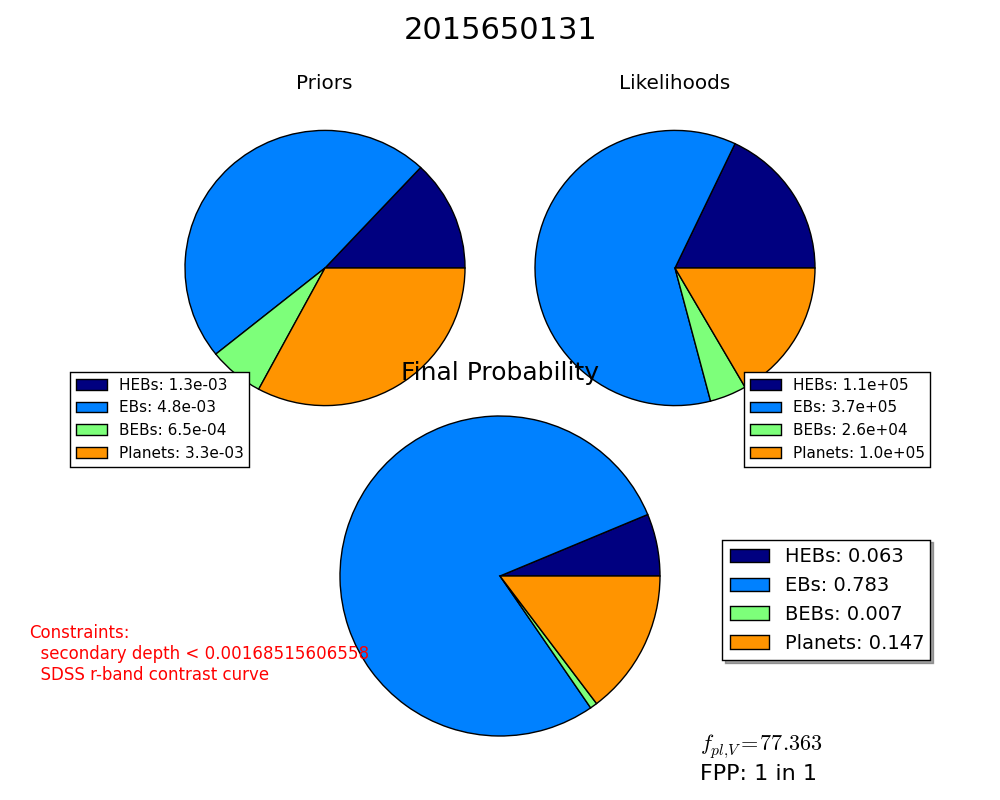 2015650131
Priors
Likelihoods
HEBs: 1.3e-03
EBs: 4.8e-03
BEBs: 6.5e-04
Planets: 3.3e-03
HEBs: 1.1e+05
EBs: 3.7e+05
BEBs: 2.6e+04
Planets: 1.0e+05
Final Probability
HEBs: 0.063
EBs: 0.783
BEBs: 0.007
Planets: 0.147
Constraints:
secondary depth < 0.00168515606558
SDSS r-band contrast curve
f_{pl,V}=77.363
FPP: 1 in 1